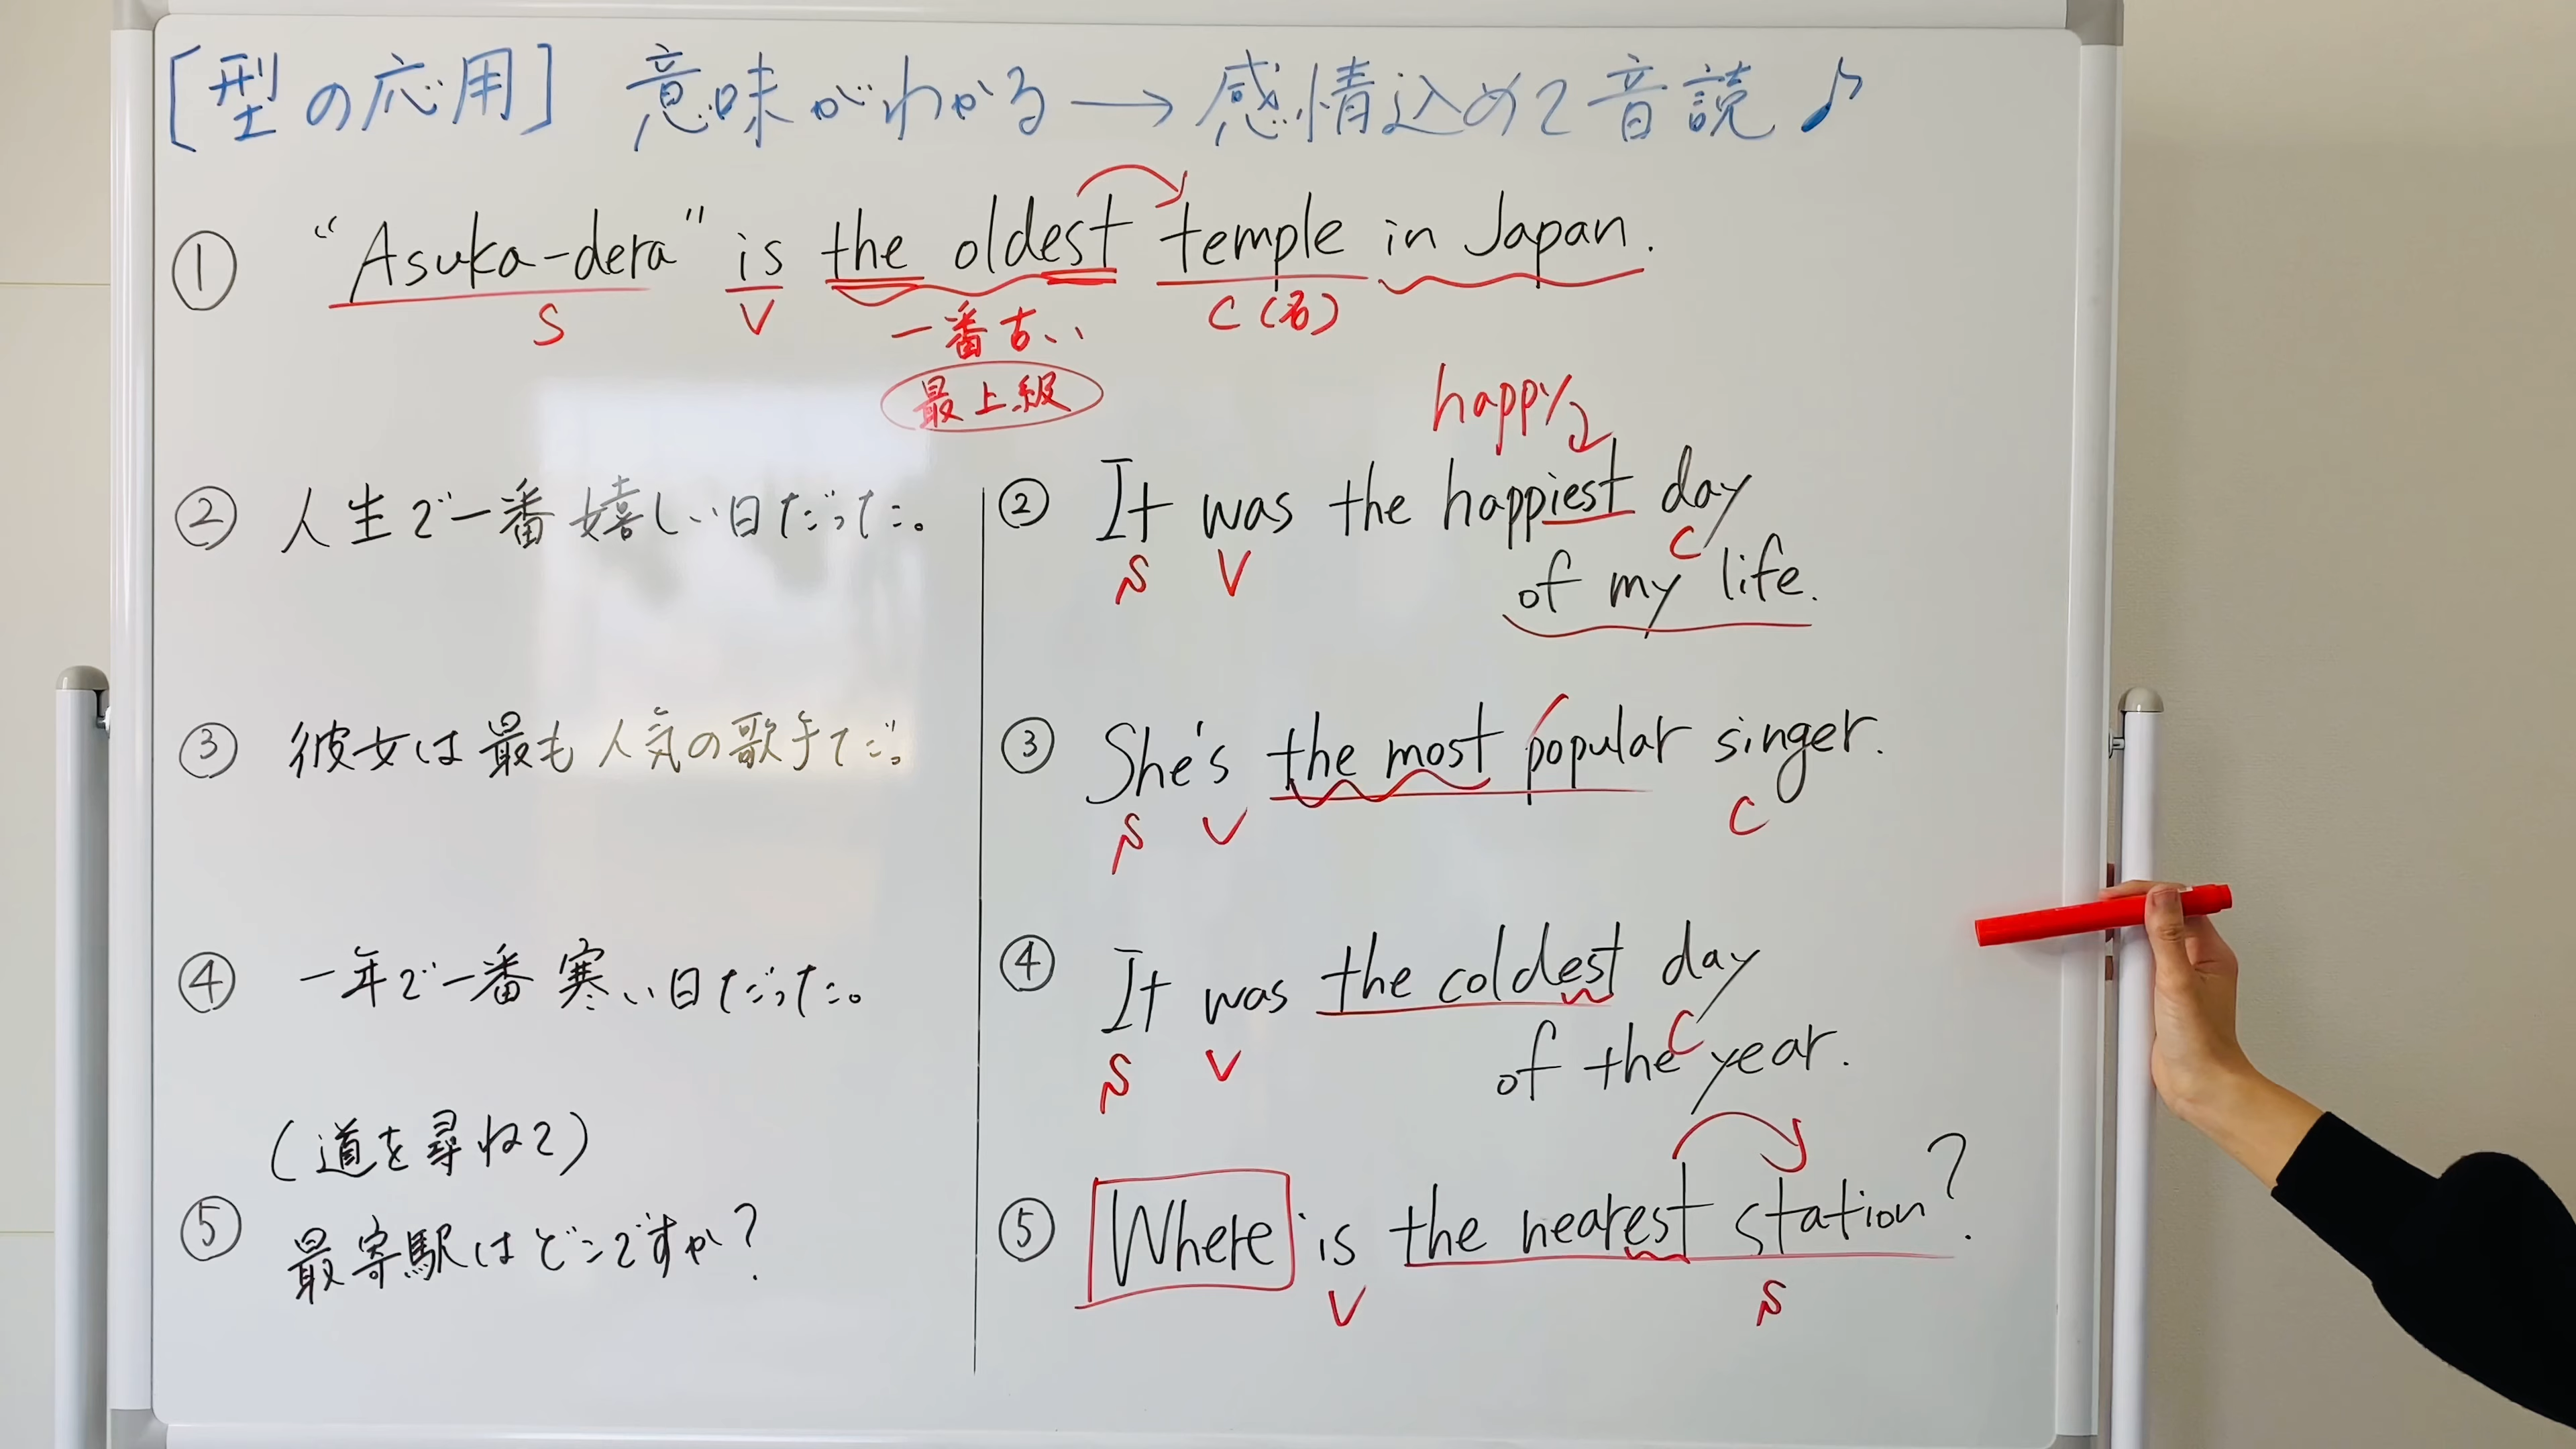 [型の応用] 意味がわかる→感情込めて音読♪
① "Asuka-dera" is the oldest temple in Japan.
S V 一番古い C(名)
最上級
② 人生で一番嬉しい日だった。
③ 彼女は最も人気の歌手だ。
④ 一年で一番寒い日だった。
(道を尋ねて)
⑤ 最寄駅はどこですか?
happy
② It was the happiest day
S V C
of my life.
③ She's the most popular singer.
S V C
④ It was the coldest day
S V C
of the year.
⑤ Where is the nearest station?
V S